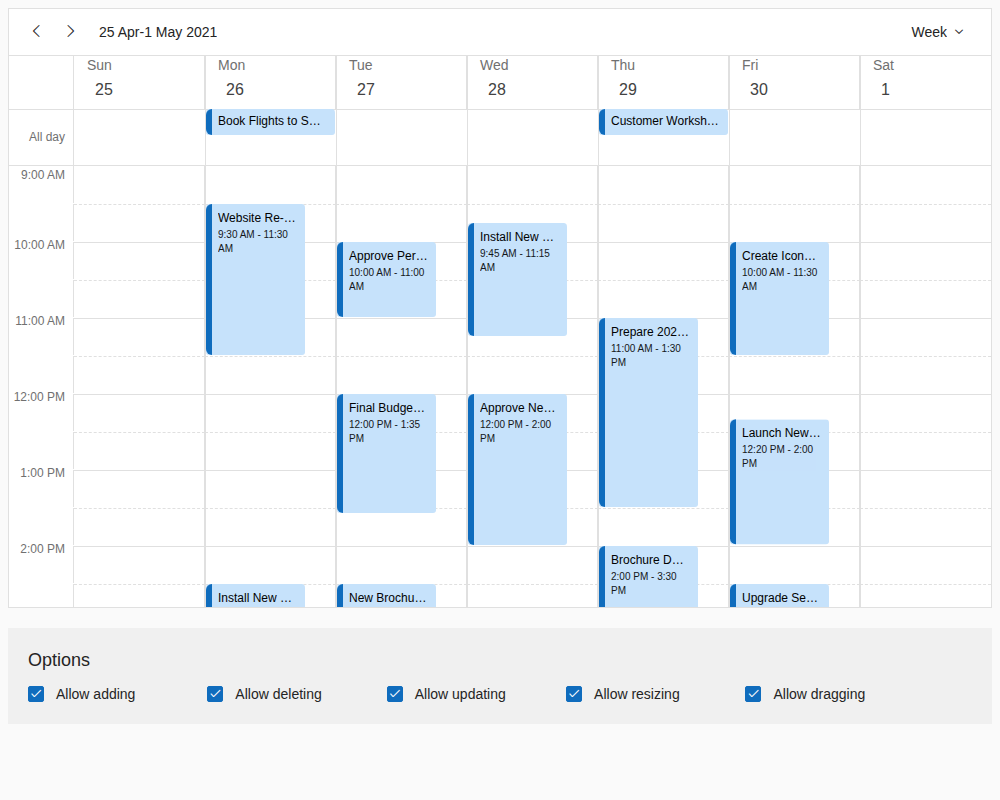 25 Apr-1 May 2021
Week
Sun
25
Mon
26
Tue
27
Wed
28
Thu
29
Fri
30
Sat
1
All day
Book Flights to S…
Customer Worksh…
9:00 AM
10:00 AM
11:00 AM
12:00 PM
1:00 PM
2:00 PM
Website Re-…
9:30 AM - 11:30
AM
Install New …
Approve Per…
10:00 AM - 11:00
AM
Final Budge…
12:00 PM - 1:35
PM
New Brochu…
Install New …
9:45 AM - 11:15
AM
Approve Ne…
12:00 PM - 2:00
PM
Prepare 202…
11:00 AM - 1:30
PM
Brochure D…
2:00 PM - 3:30
PM
Create Icon…
10:00 AM - 11:30
AM
Launch New…
12:20 PM - 2:00
PM
Upgrade Se…
Options
Allow adding
Allow deleting
Allow updating
Allow resizing
Allow dragging